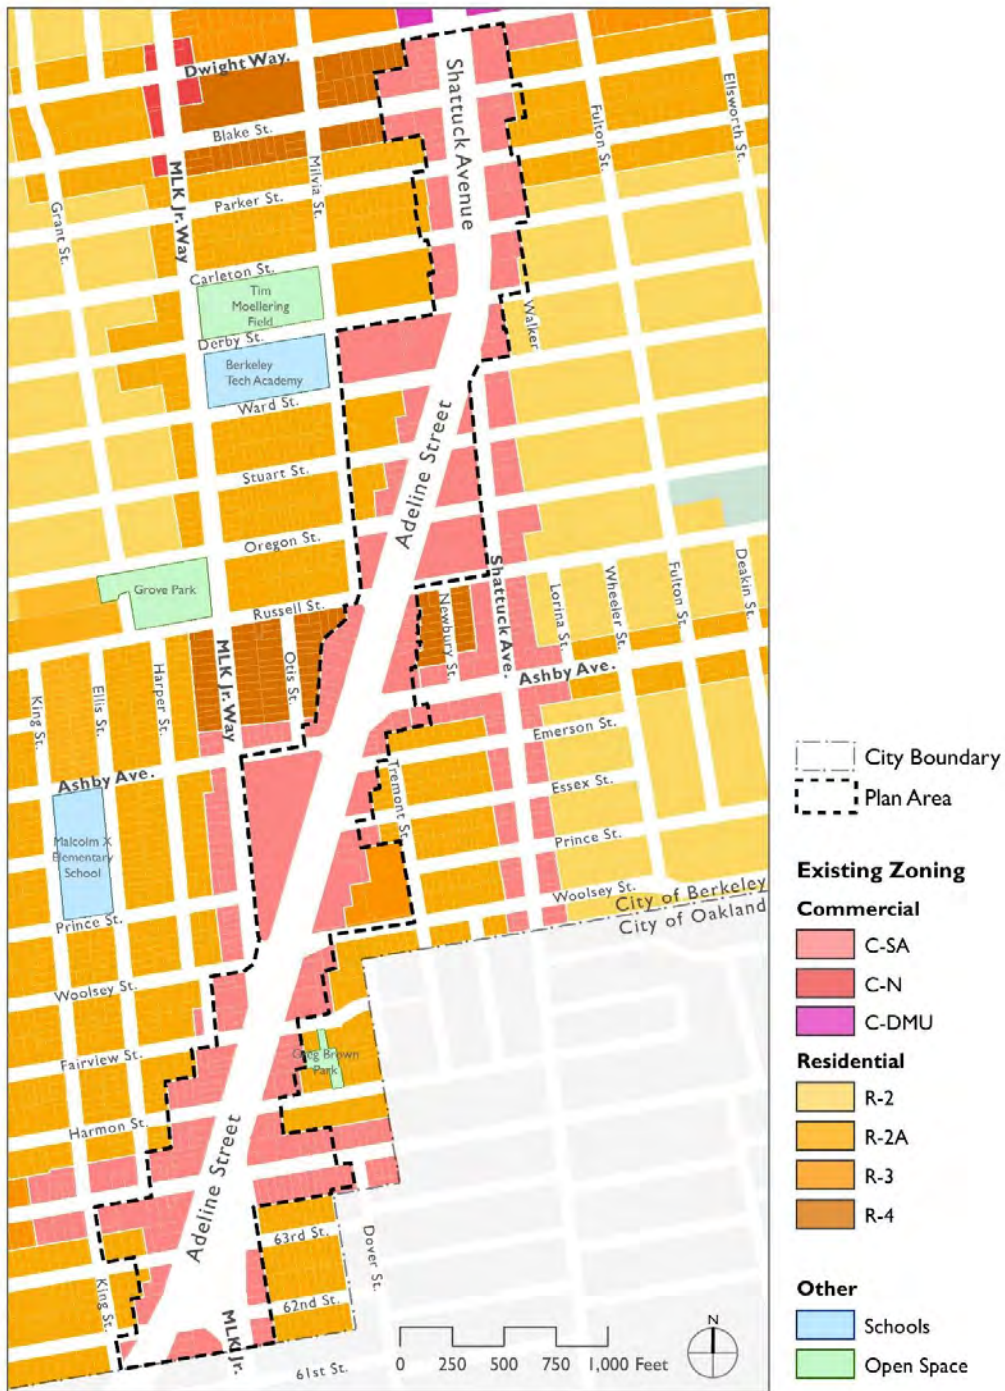 Dwight Way.
Blake St.
Parker St.
Carleton St.
Tim
Moellering
Field
Derby St.
Berkeley
Tech Academy
Ward St.
Stuart St.
Oregon St.
Grove Park
Russell St.
Grant St.
MLK Jr. Way
Milvia St.
Shattuck Avenue
Fulton St.
Ellsworth St.
Walker
Adeline Street
Shattuck Ave.
Newbury St.
Lorina St.
Wheeler St.
Fulton St.
Deakin St.
King St.
Ellis St.
Harper St.
MLK Jr. Way
Otis St.
Ashby Ave.
Ashby Ave.
Emerson St.
Essex St.
Tremont St.
Prince St.
Woolsey St.
City of Berkeley
City of Oakland
Malcolm X
Elementary
School
Prince St.
Woolsey St.
Fairview St.
Greg Brown
Park
Harmon St.
Adeline Street
63rd St.
Dover St.
62nd St.
King St.
MLK Jr.
61st St.
0 250 500 750 1,000 Feet
N
City Boundary
Plan Area
Existing Zoning
Commercial
C-SA
C-N
C-DMU
Residential
R-2
R-2A
R-3
R-4
Other
Schools
Open Space